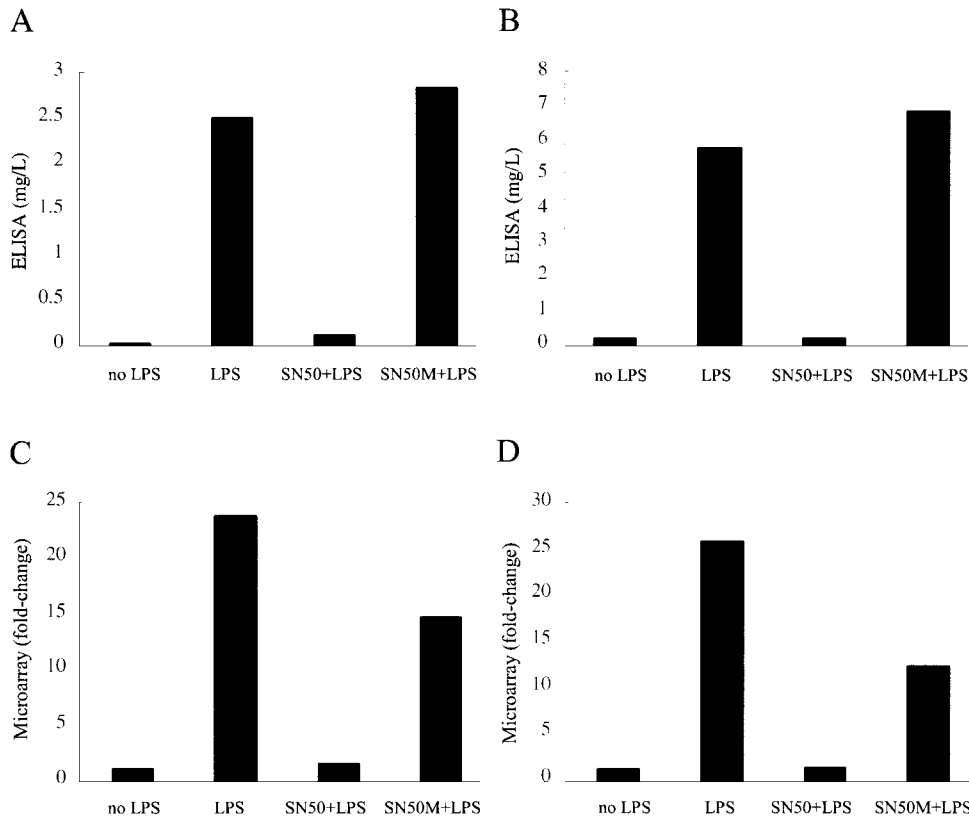 A
ELISA (mg/L)
3
2.5
2
1.5
1
0.5
0
no LPS LPS SN50+LPS SN50M+LPS
B
ELISA (mg/L)
8
7
6
5
4
3
2
1
0
no LPS LPS SN50+LPS SN50M+LPS
C
Microarray (fold-change)
25
20
15
10
5
0
no LPS LPS SN50+LPS SN50M+LPS
D
Microarray (fold-change)
30
25
20
15
10
5
0
no LPS LPS SN50+LPS SN50M+LPS